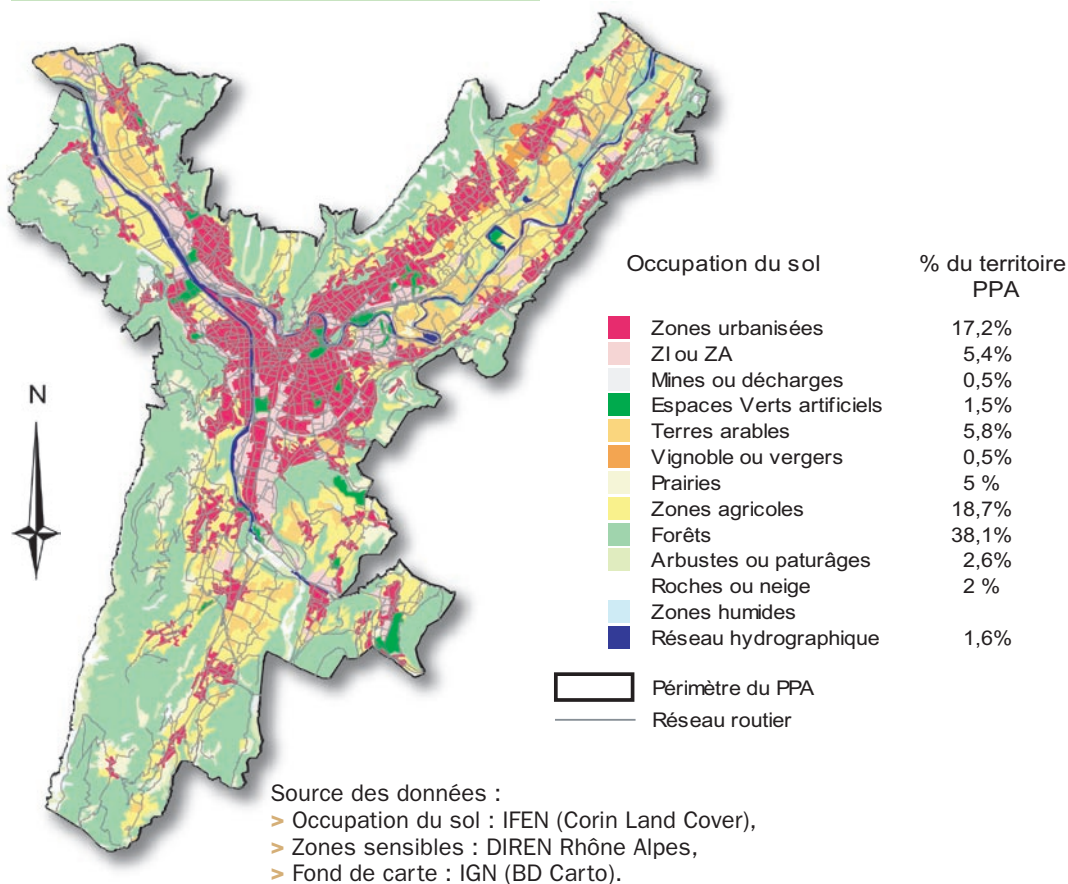 N
Occupation du sol % du territoire PPA
Zones urbanisées 17,2%
ZI ou ZA 5,4%
Mines ou décharges 0,5%
Espaces Verts artificiels 1,5%
Terres arables 5,8%
Vignoble ou vergers 0,5%
Prairies 5 %
Zones agricoles 18,7%
Forêts 38,1%
Arbustes ou paturâges 2,6%
Roches ou neige 2 %
Zones humides
Réseau hydrographique 1,6%
Périmètre du PPA
Réseau routier
Source des données :
> Occupation du sol : IFEN (Corin Land Cover),
> Zones sensibles : DIREN Rhône Alpes,
> Fond de carte : IGN (BD Carto).